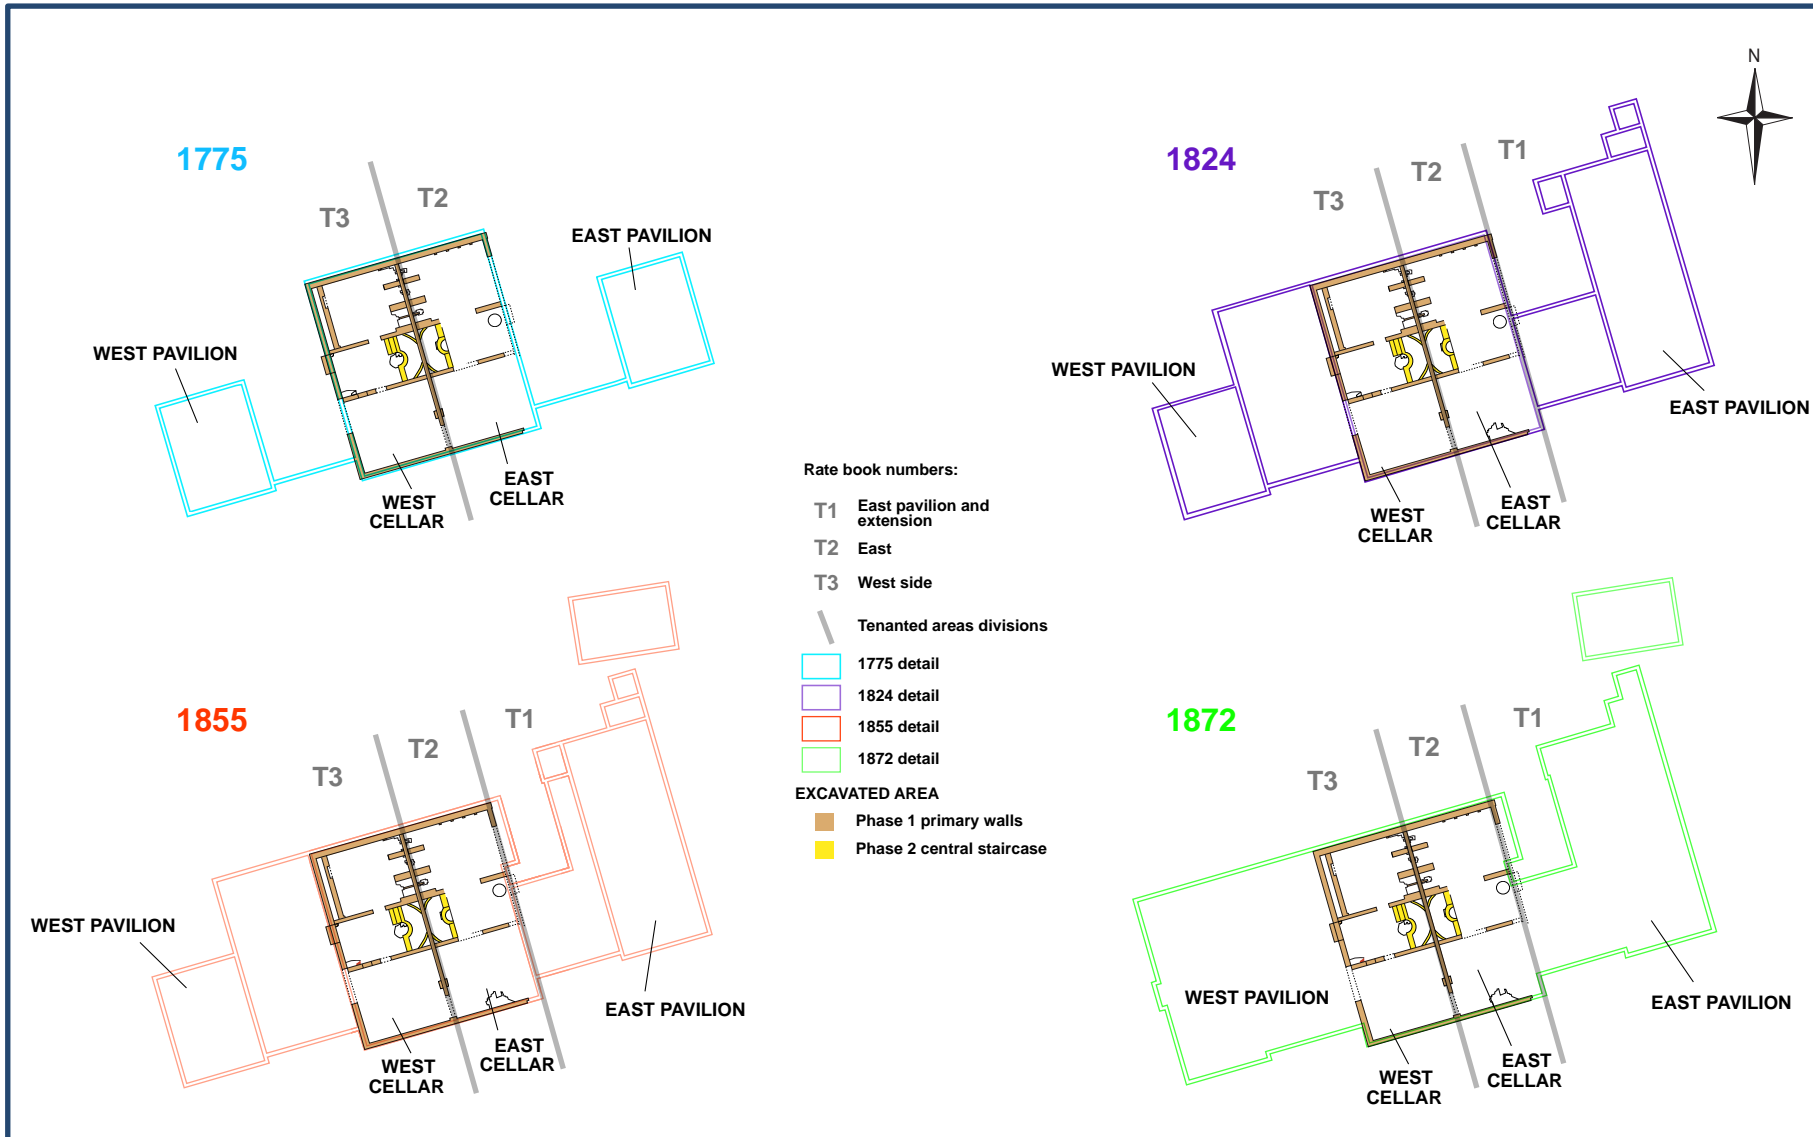 N
1775
T3
T2
EAST PAVILION
WEST PAVILION
WEST
CELLAR
EAST
CELLAR
1824
T3
T2
T1
WEST PAVILION
EAST PAVILION
WEST
CELLAR
EAST
CELLAR
Rate book numbers:
T1 East pavilion and
extension
T2 East
T3 West side
Tenanted areas divisions
1775 detail
1824 detail
1855 detail
1872 detail
EXCAVATED AREA
Phase 1 primary walls
Phase 2 central staircase
1855
T3
T2
T1
WEST PAVILION
EAST PAVILION
WEST
CELLAR
EAST
CELLAR
1872
T3
T2
T1
WEST PAVILION
EAST PAVILION
WEST
CELLAR
EAST
CELLAR